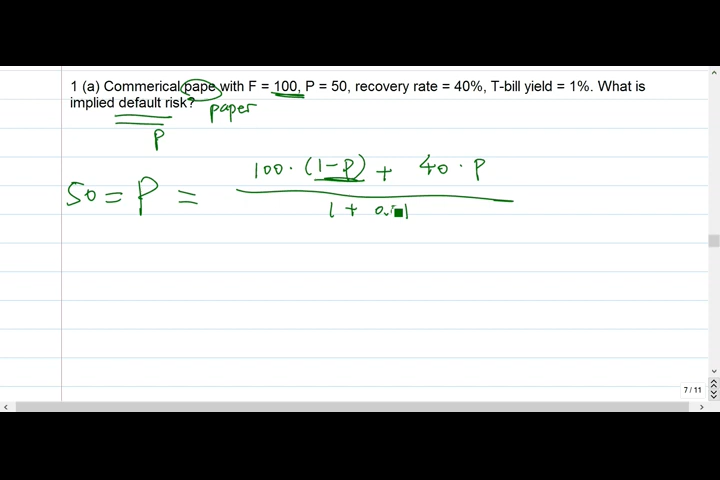 1 (a) Commerical pape with F = 100, P = 50, recovery rate = 40%, T-bill yield = 1%. What is
implied default risk?
paper
p
100 · (1 - p) + 40 · p
50 = P =
1 + 0.
7 / 11